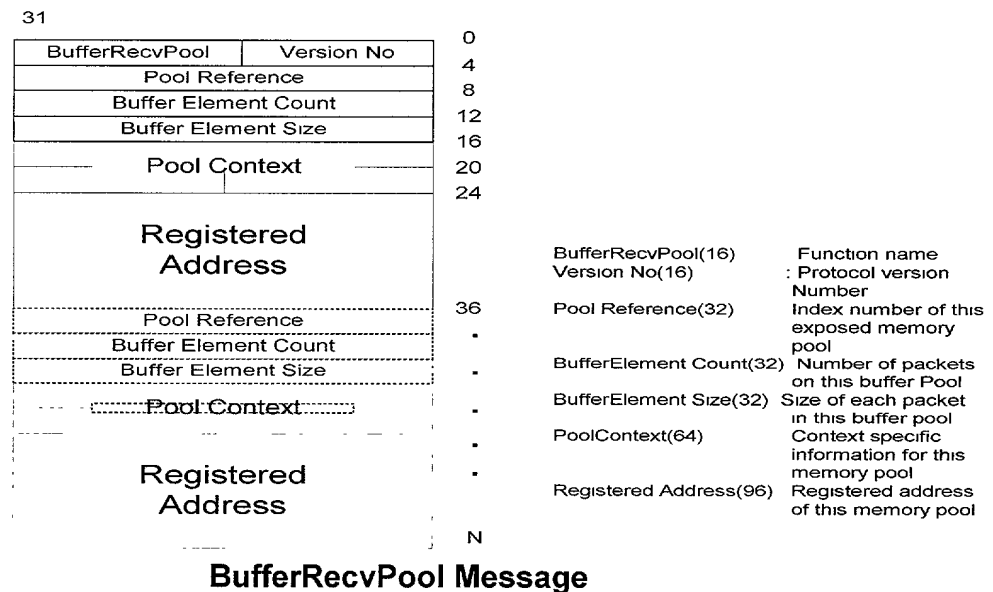 31
0
BufferRecvPool Version No
4
Pool Reference
8
Buffer Element Count
12
Buffer Element Size
16
Pool Context
20
24
Registered
Address
36
Pool Reference
Buffer Element Count
Buffer Element Size
Pool Context
Registered
Address
N
BufferRecvPool(16) Function name
Version No(16) : Protocol version
Number
Pool Reference(32) Index number of this
exposed memory
pool
BufferElement Count(32) Number of packets
on this buffer Pool
BufferElement Size(32) Size of each packet
in this buffer pool
PoolContext(64) Context specific
information for this
memory pool
Registered Address(96) Registered address
of this memory pool
BufferRecvPool Message